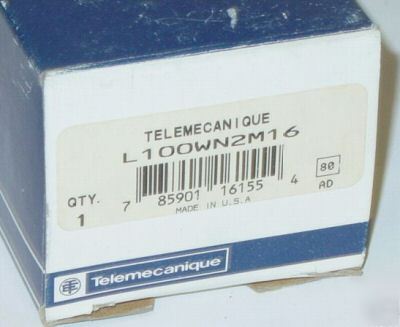 TELEMECANIQUE
L100WN2M16
QTY. 1
7 85901 16155 4
80
AD
MADE IN U.S.A
Telemecanique